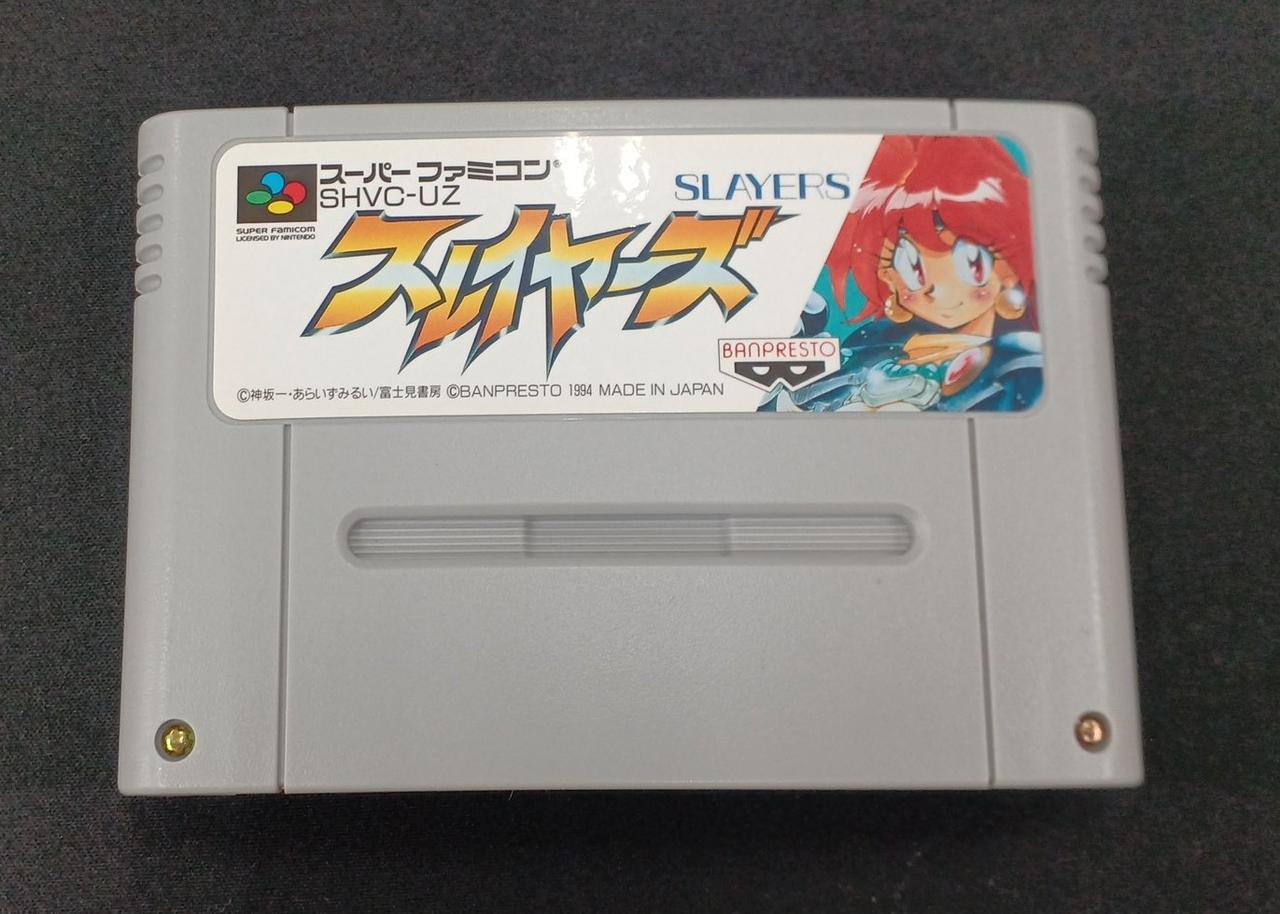 スーパーファミコン®
SHVC-UZ
SUPER FAMICOM
LICENSED BY NINTENDO
SLAYERS
スレイヤーズ
BANPRESTO
©神坂一・あらいずみるい/富士見書房 ©BANPRESTO 1994 MADE IN JAPAN